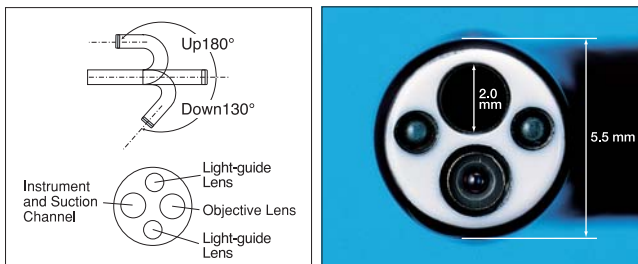 Up180°
Down130°
Light-guide
Lens
Instrument
and Suction
Channel
Objective Lens
Light-guide
Lens
2.0
mm
5.5 mm